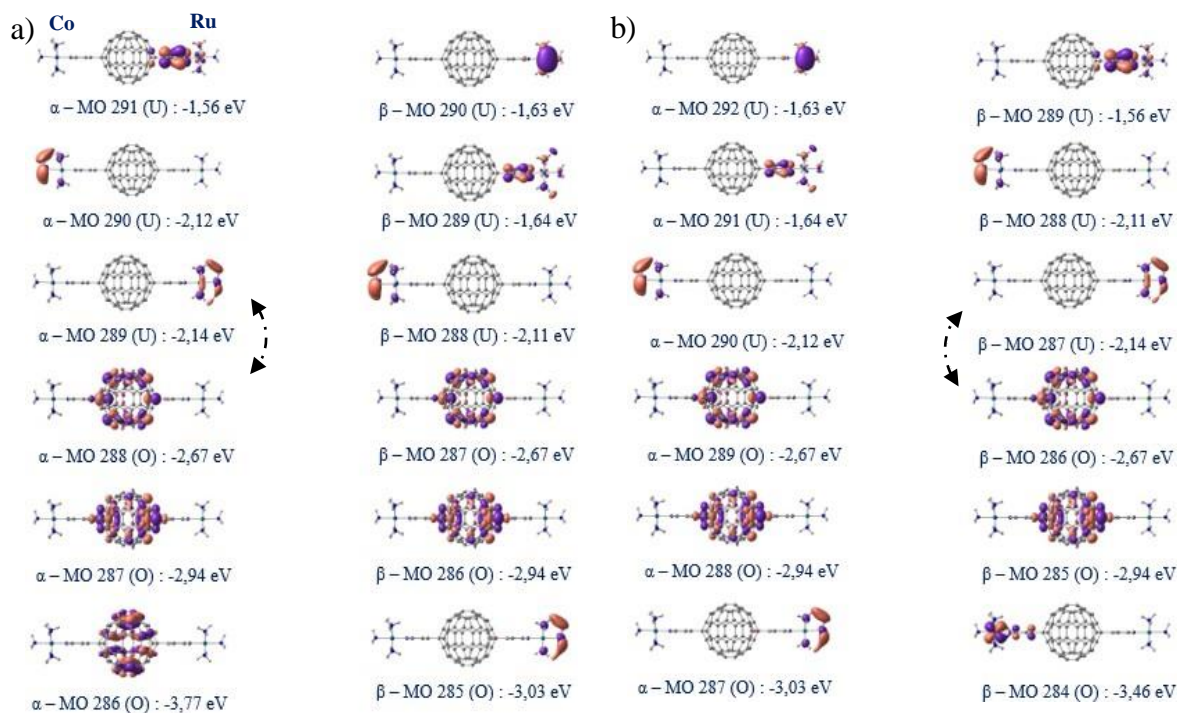 a) Co Ru b)
α – MO 291 (U) : -1,56 eV
β – MO 290 (U) : -1,63 eV
α – MO 292 (U) : -1,63 eV
β – MO 289 (U) : -1,56 eV
α – MO 290 (U) : -2,12 eV
β – MO 289 (U) : -1,64 eV
α – MO 291 (U) : -1,64 eV
β – MO 288 (U) : -2,11 eV
α – MO 289 (U) : -2,14 eV
β – MO 288 (U) : -2,11 eV
α – MO 290 (U) : -2,12 eV
β – MO 287 (U) : -2,14 eV
α – MO 288 (O) : -2,67 eV
β – MO 287 (O) : -2,67 eV
α – MO 289 (O) : -2,67 eV
β – MO 286 (O) : -2,67 eV
α – MO 287 (O) : -2,94 eV
β – MO 286 (O) : -2,94 eV
α – MO 288 (O) : -2,94 eV
β – MO 285 (O) : -2,94 eV
α – MO 286 (O) : -3,77 eV
β – MO 285 (O) : -3,03 eV
α – MO 287 (O) : -3,03 eV
β – MO 284 (O) : -3,46 eV